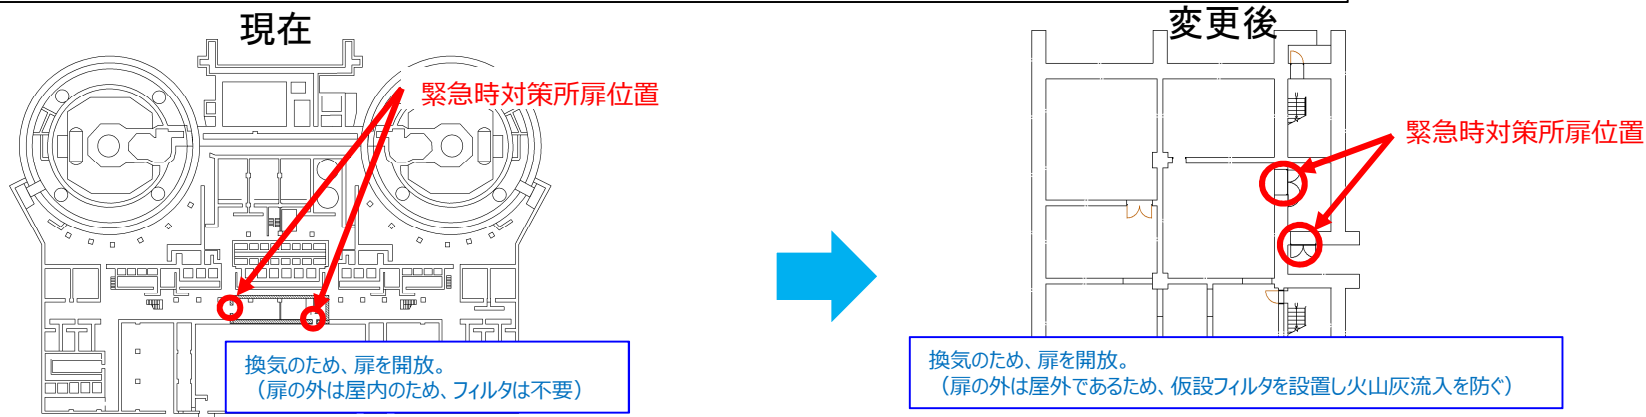 現在
緊急時対策所扉位置
換気のため、扉を開放。
（扉の外は屋内のため、フィルタは不要）
変更後
緊急時対策所扉位置
換気のため、扉を開放。
（扉の外は屋外であるため、仮設フィルタを設置し火山灰流入を防ぐ）